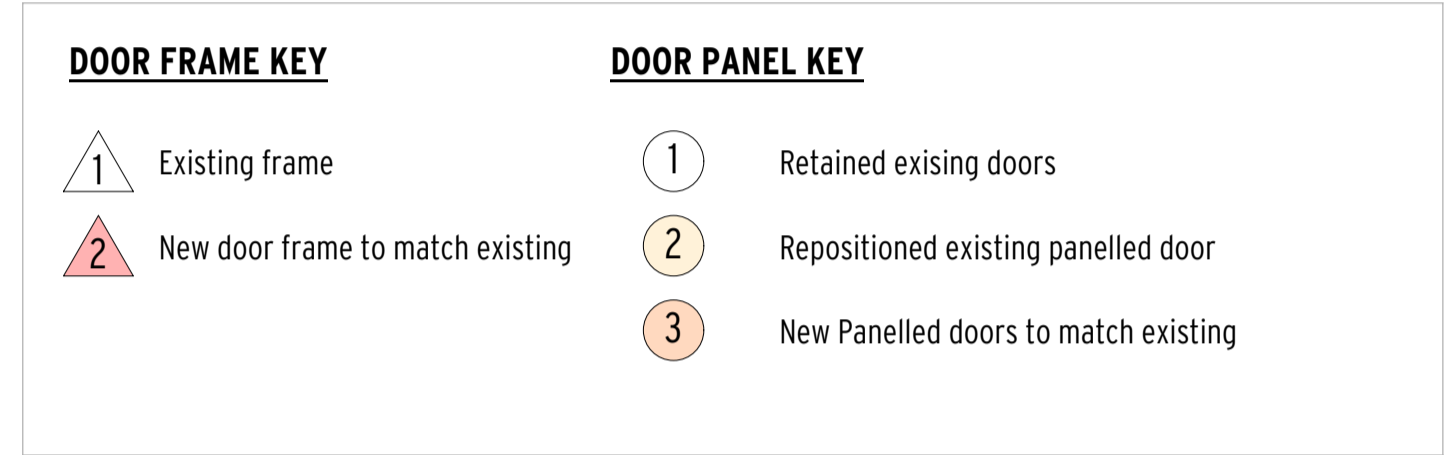 DOOR FRAME KEY
1 Existing frame
2 New door frame to match existing
DOOR PANEL KEY
1 Retained exising doors
2 Repositioned existing panelled door
3 New Panelled doors to match existing